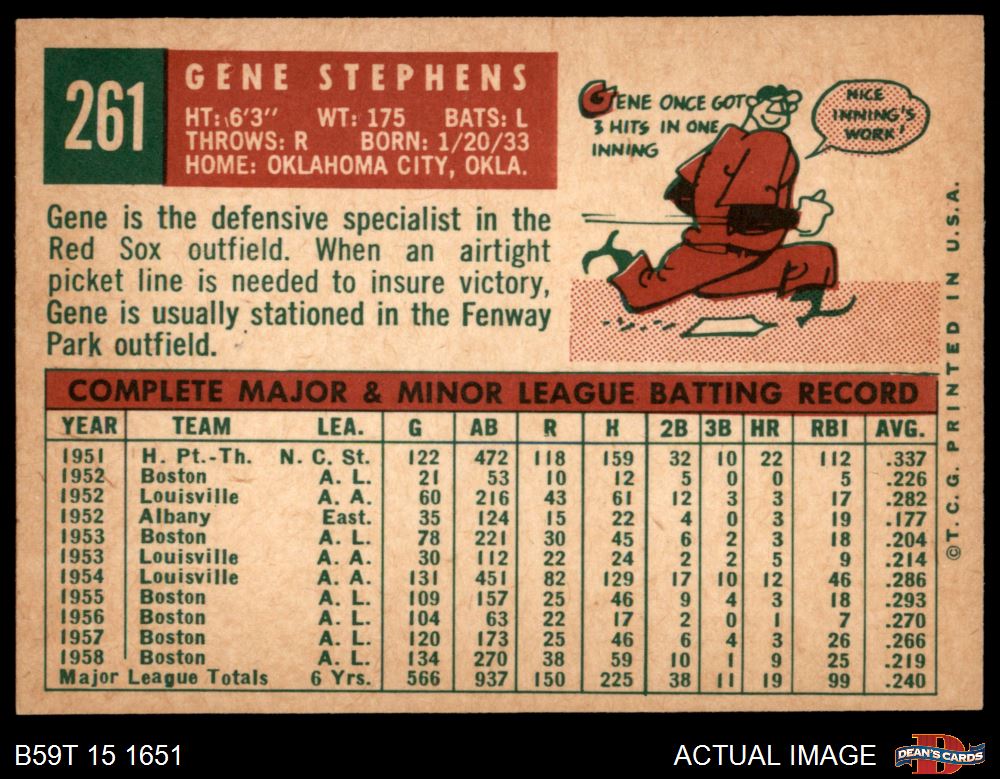 261
GENE STEPHENS
HT: 6'3" WT: 175 BATS: L
THROWS: R BORN: 1/20/33
HOME: OKLAHOMA CITY, OKLA.
Gene is the defensive specialist in the
Red Sox outfield. When an airtight
picket line is needed to insure victory,
Gene is usually stationed in the Fenway
Park outfield.
GENE ONCE GOT
3 HITS IN ONE
INNING
NICE
INNING'S
WORK!
COMPLETE MAJOR & MINOR LEAGUE BATTING RECORD
YEAR TEAM LEA. G AB R H 2B 3B HR RBI AVG.
1951 H. Pt.-Th. N. C. St. 122 472 118 159 32 10 22 112 .337
1952 Boston A. L. 21 53 10 12 5 0 0 5 .226
1952 Louisville A. A. 60 216 43 61 12 3 3 17 .282
1952 Albany East. 35 124 15 22 4 0 3 19 .177
1953 Boston A. L. 78 221 30 45 6 2 3 18 .204
1953 Louisville A. A. 30 112 22 24 2 2 5 9 .214
1954 Louisville A. A. 131 451 82 129 17 10 12 46 .286
1955 Boston A. L. 109 157 25 46 9 4 3 18 .293
1956 Boston A. L. 104 63 22 17 2 0 1 7 .270
1957 Boston A. L. 120 173 25 46 6 4 3 26 .266
1958 Boston A. L. 134 270 38 59 10 1 9 25 .219
Major League Totals 6 Yrs. 566 937 150 225 38 11 19 99 .240
©T. C. G. PRINTED IN U.S.A.
B59T 15 1651
ACTUAL IMAGE
DEAN'S CARDS